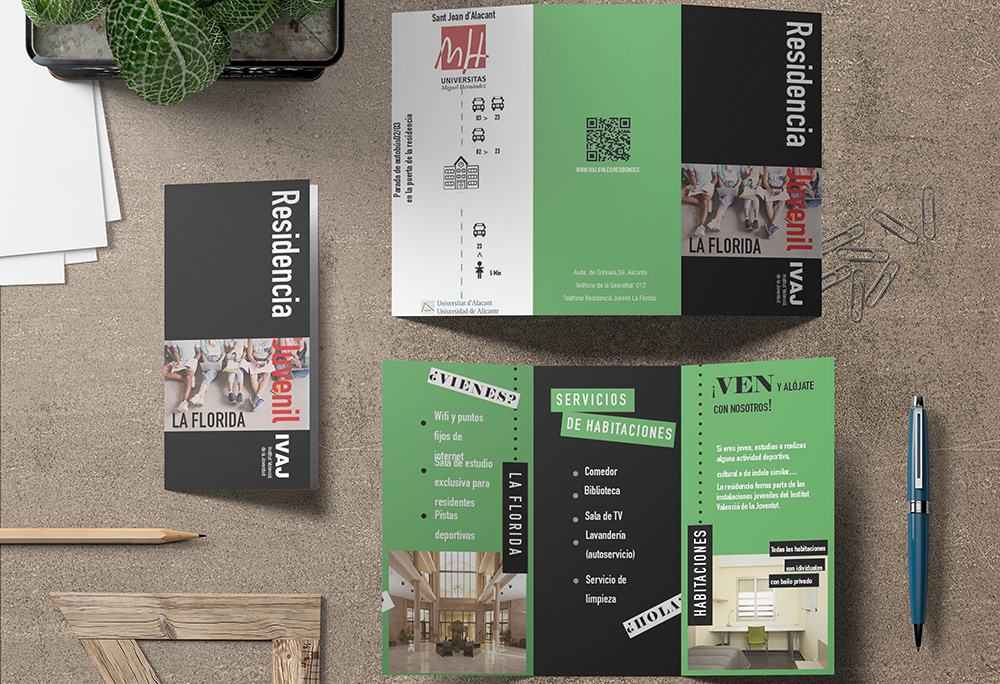 Residencia
Juvenil
LA FLORIDA
IVAJ
Institut Valencià
de la Joventut
Sant Joan d'Alacant
UNIVERSITAS
Miguel Hernández
03 > 23
02 > 23
Parada de autobús02/03
en la puerta de la residencia
23
5 Min
Universitat d'Alacant
Universidad de Alicante
WWW.IVAJ.GVA.ES/RESIDENCIES
Avda. de Orihuela,59. Alicante
Teléfono de la Gearalitat: 012
Teléfono Residencia Juvenil La Florida:
Residencia
Juvenil
LA FLORIDA
IVAJ
Institut Valencià
de la Joventut
¿VIENES?
Wifi y puntos
fijos de
internet
Sala de estudio
exclusiva para
residentes
Pistas
deportivas
LA FLORIDA
SERVICIOS
DE HABITACIONES
Comedor
Biblioteca
Sala de TV
Lavandería
(autoservicio)
Servicio de
limpieza
¿HOLA?
¡VEN Y ALÓJATE
CON NOSOTROS!
Si eres joven, estudias o realizas
alguna actividad deportiva,
cultural o de indole similar....
La residencia forma parte de las
instalaciones juveniles del Institut
Valencià de la Joventut.
HABITACIONES
Todas las habitaciones
son idividuales
con baño privado